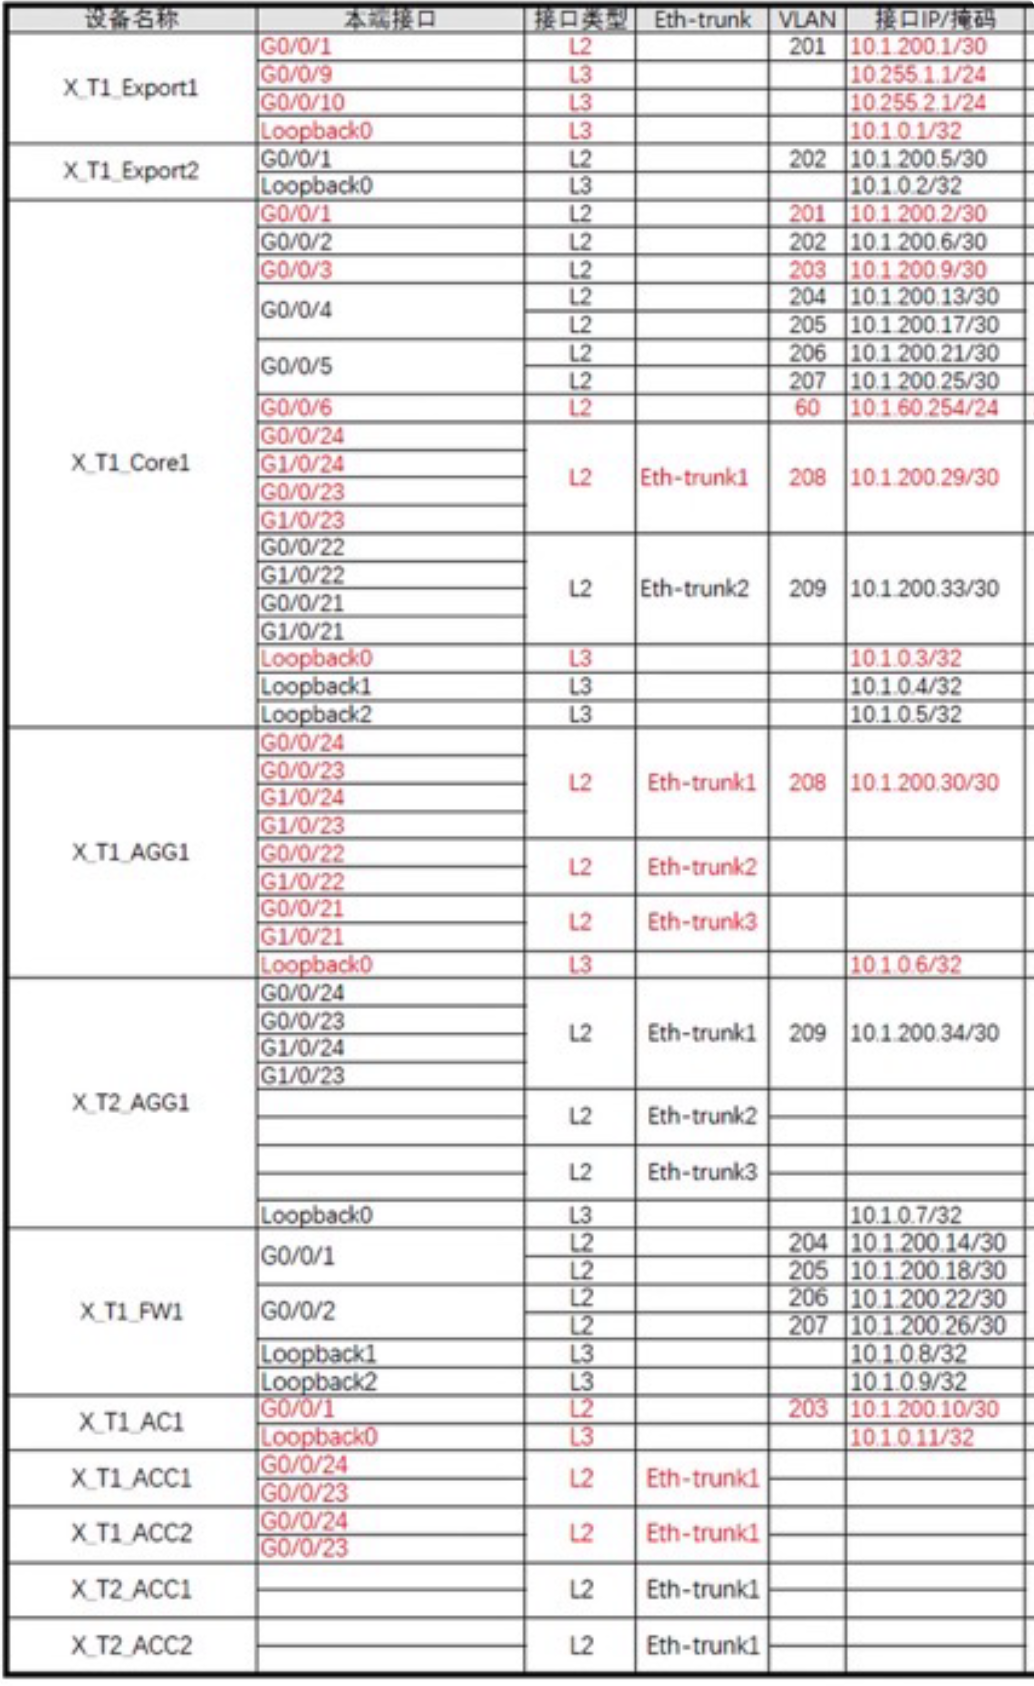 设备名称 本端接口 接口类型 Eth-trunk VLAN 接口IP/掩码
X_T1_Export1 G0/0/1 L2 201 10.1.200.1/30
G0/0/9 L3 10.255.1.1/24
G0/0/10 L3 10.255.2.1/24
Loopback0 L3 10.1.0.1/32
X_T1_Export2 G0/0/1 L2 202 10.1.200.5/30
Loopback0 L3 10.1.0.2/32
X_T1_Core1 G0/0/1 L2 201 10.1.200.2/30
G0/0/2 L2 202 10.1.200.6/30
G0/0/3 L2 203 10.1.200.9/30
G0/0/4 L2 204 10.1.200.13/30
L2 205 10.1.200.17/30
G0/0/5 L2 206 10.1.200.21/30
L2 207 10.1.200.25/30
G0/0/6 L2 60 10.1.60.254/24
G0/0/24 L2 Eth-trunk1 208 10.1.200.29/30
G1/0/24
G0/0/23
G1/0/23
G0/0/22 L2 Eth-trunk2 209 10.1.200.33/30
G1/0/22
G0/0/21
G1/0/21
Loopback0 L3 10.1.0.3/32
Loopback1 L3 10.1.0.4/32
Loopback2 L3 10.1.0.5/32
X_T1_AGG1 G0/0/24 L2 Eth-trunk1 208 10.1.200.30/30
G0/0/23
G1/0/24
G1/0/23
G0/0/22 L2 Eth-trunk2
G1/0/22
G0/0/21 L2 Eth-trunk3
G1/0/21
Loopback0 L3 10.1.0.6/32
X_T2_AGG1 G0/0/24 L2 Eth-trunk1 209 10.1.200.34/30
G0/0/23
G1/0/24
G1/0/23
L2 Eth-trunk2
L2 Eth-trunk3
Loopback0 L3 10.1.0.7/32
X_T1_FW1 G0/0/1 L2 204 10.1.200.14/30
L2 205 10.1.200.18/30
G0/0/2 L2 206 10.1.200.22/30
L2 207 10.1.200.26/30
Loopback1 L3 10.1.0.8/32
Loopback2 L3 10.1.0.9/32
X_T1_AC1 G0/0/1 L2 203 10.1.200.10/30
Loopback0 L3 10.1.0.11/32
X_T1_ACC1 G0/0/24 L2 Eth-trunk1
G0/0/23
X_T1_ACC2 G0/0/24 L2 Eth-trunk1
G0/0/23
X_T2_ACC1 L2 Eth-trunk1
X_T2_ACC2 L2 Eth-trunk1